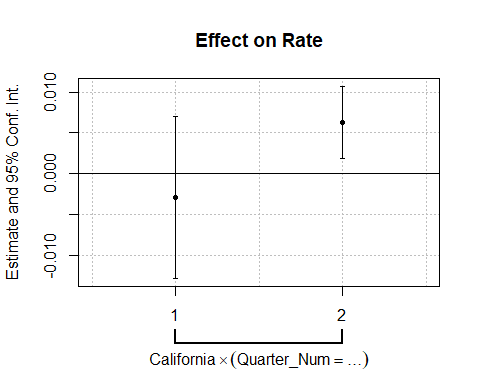 Effect on Rate
Estimate and 95% Conf. Int.
0.010
0.000
-0.010
1 2
California × (Quarter_Num = ...)